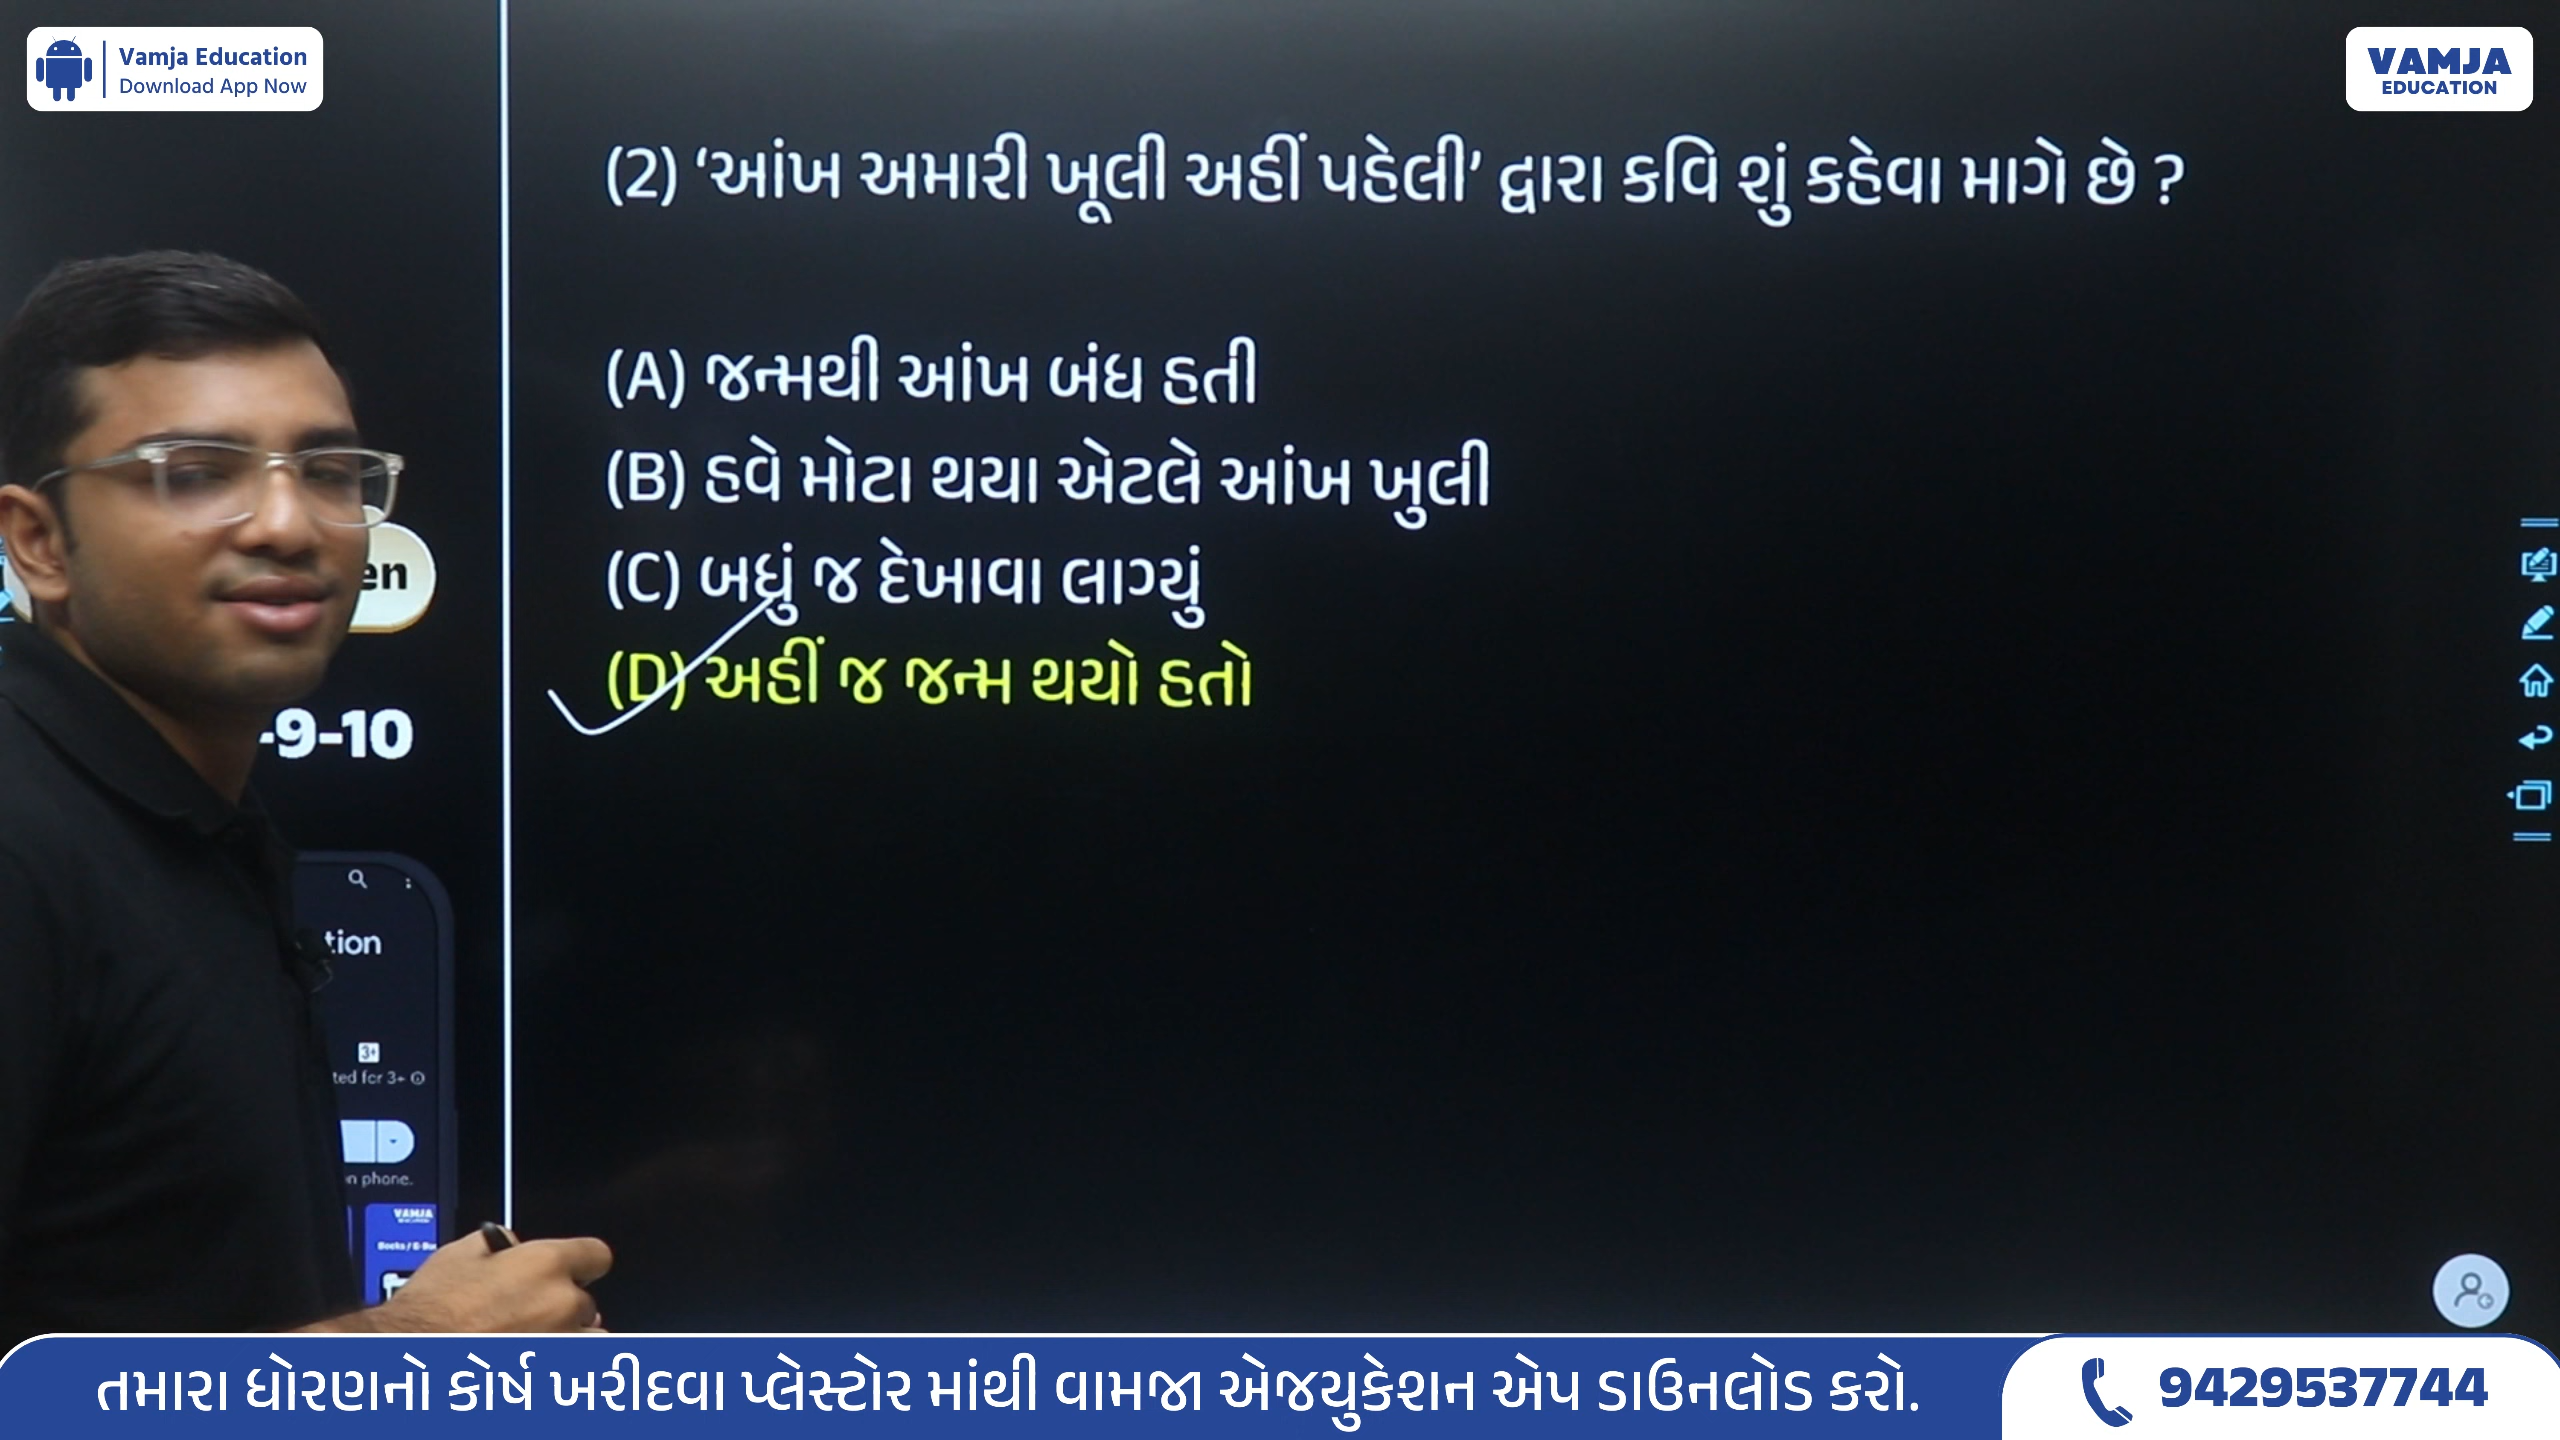 Vamja Education
Download App Now
VAMJA
EDUCATION
(2) ‘આંખ અમારી ખૂલી અહીં પહેલી’ દ્વારા કવિ શું કહેવા માગે છે ?
(A) જન્મથી આંખ બંધ હતી
(B) હવે મોટા થયા એટલે આંખ ખુલી
(C) બધું જ દેખાવા લાગ્યું
(D) અહીં જ જન્મ થયો હતો
en
-9-10
tion
3+
ted for 3+
n phone.
VAMJA
તમારા ધોરણનો કોર્ષ ખરીદવા પ્લેસ્ટોર માંથી વામજા એજયુકેશન એપ ડાઉનલોડ કરો.
9429537744